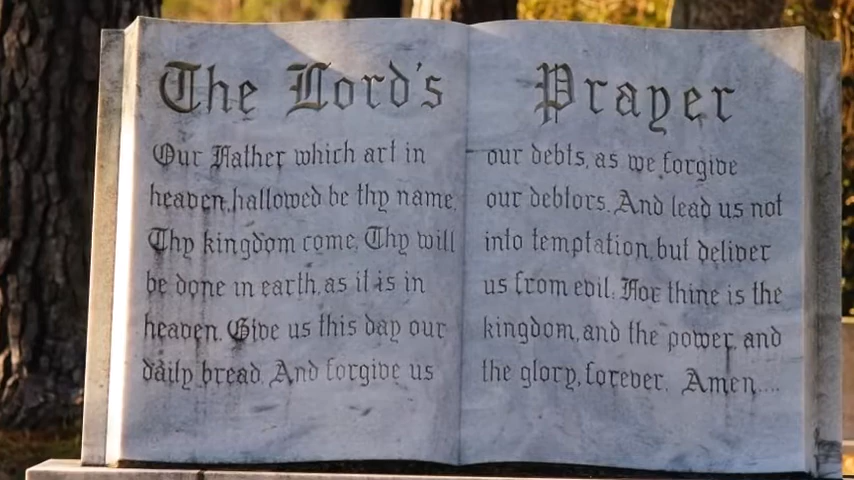 The Lord's Prayer
Our Father which art in
heaven, hallowed be thy name.
Thy kingdom come, Thy will
be done in earth, as it is in
heaven. Give us this day our
daily bread. And forgive us
our debts, as we forgive
our debtors. And lead us not
into temptation, but deliver
us from evil: For thine is the
kingdom, and the power, and
the glory, forever. Amen....